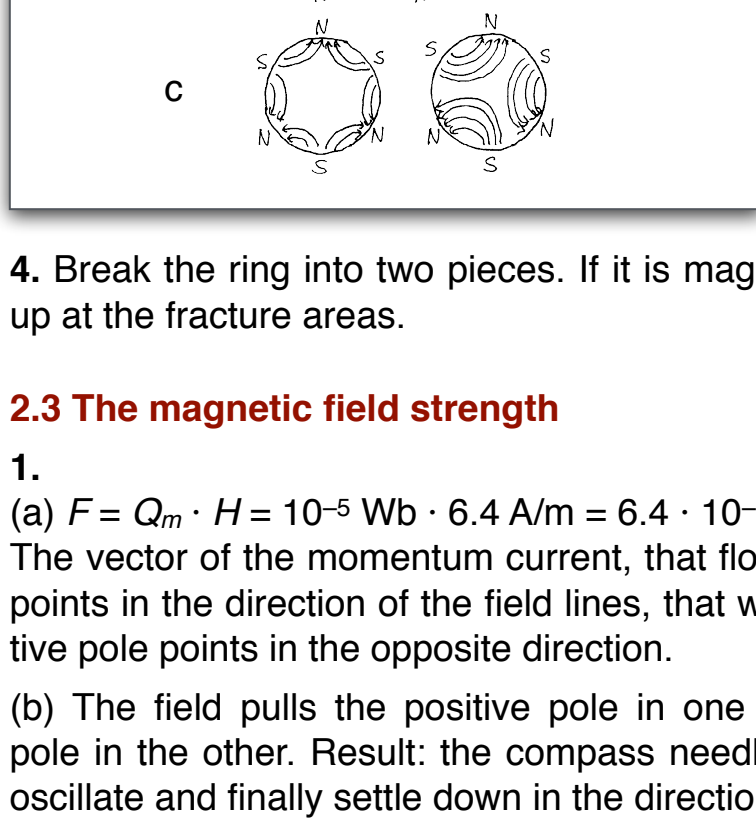 N N
S S S S
C
N N N N
S S
4. Break the ring into two pieces. If it is mag
up at the fracture areas.
2.3 The magnetic field strength
1.
(a) F = Qm · H = 10–5 Wb · 6.4 A/m = 6.4 · 10–
The vector of the momentum current, that flo
points in the direction of the field lines, that w
tive pole points in the opposite direction.
(b) The field pulls the positive pole in one
pole in the other. Result: the compass needl
oscillate and finally settle down in the directio